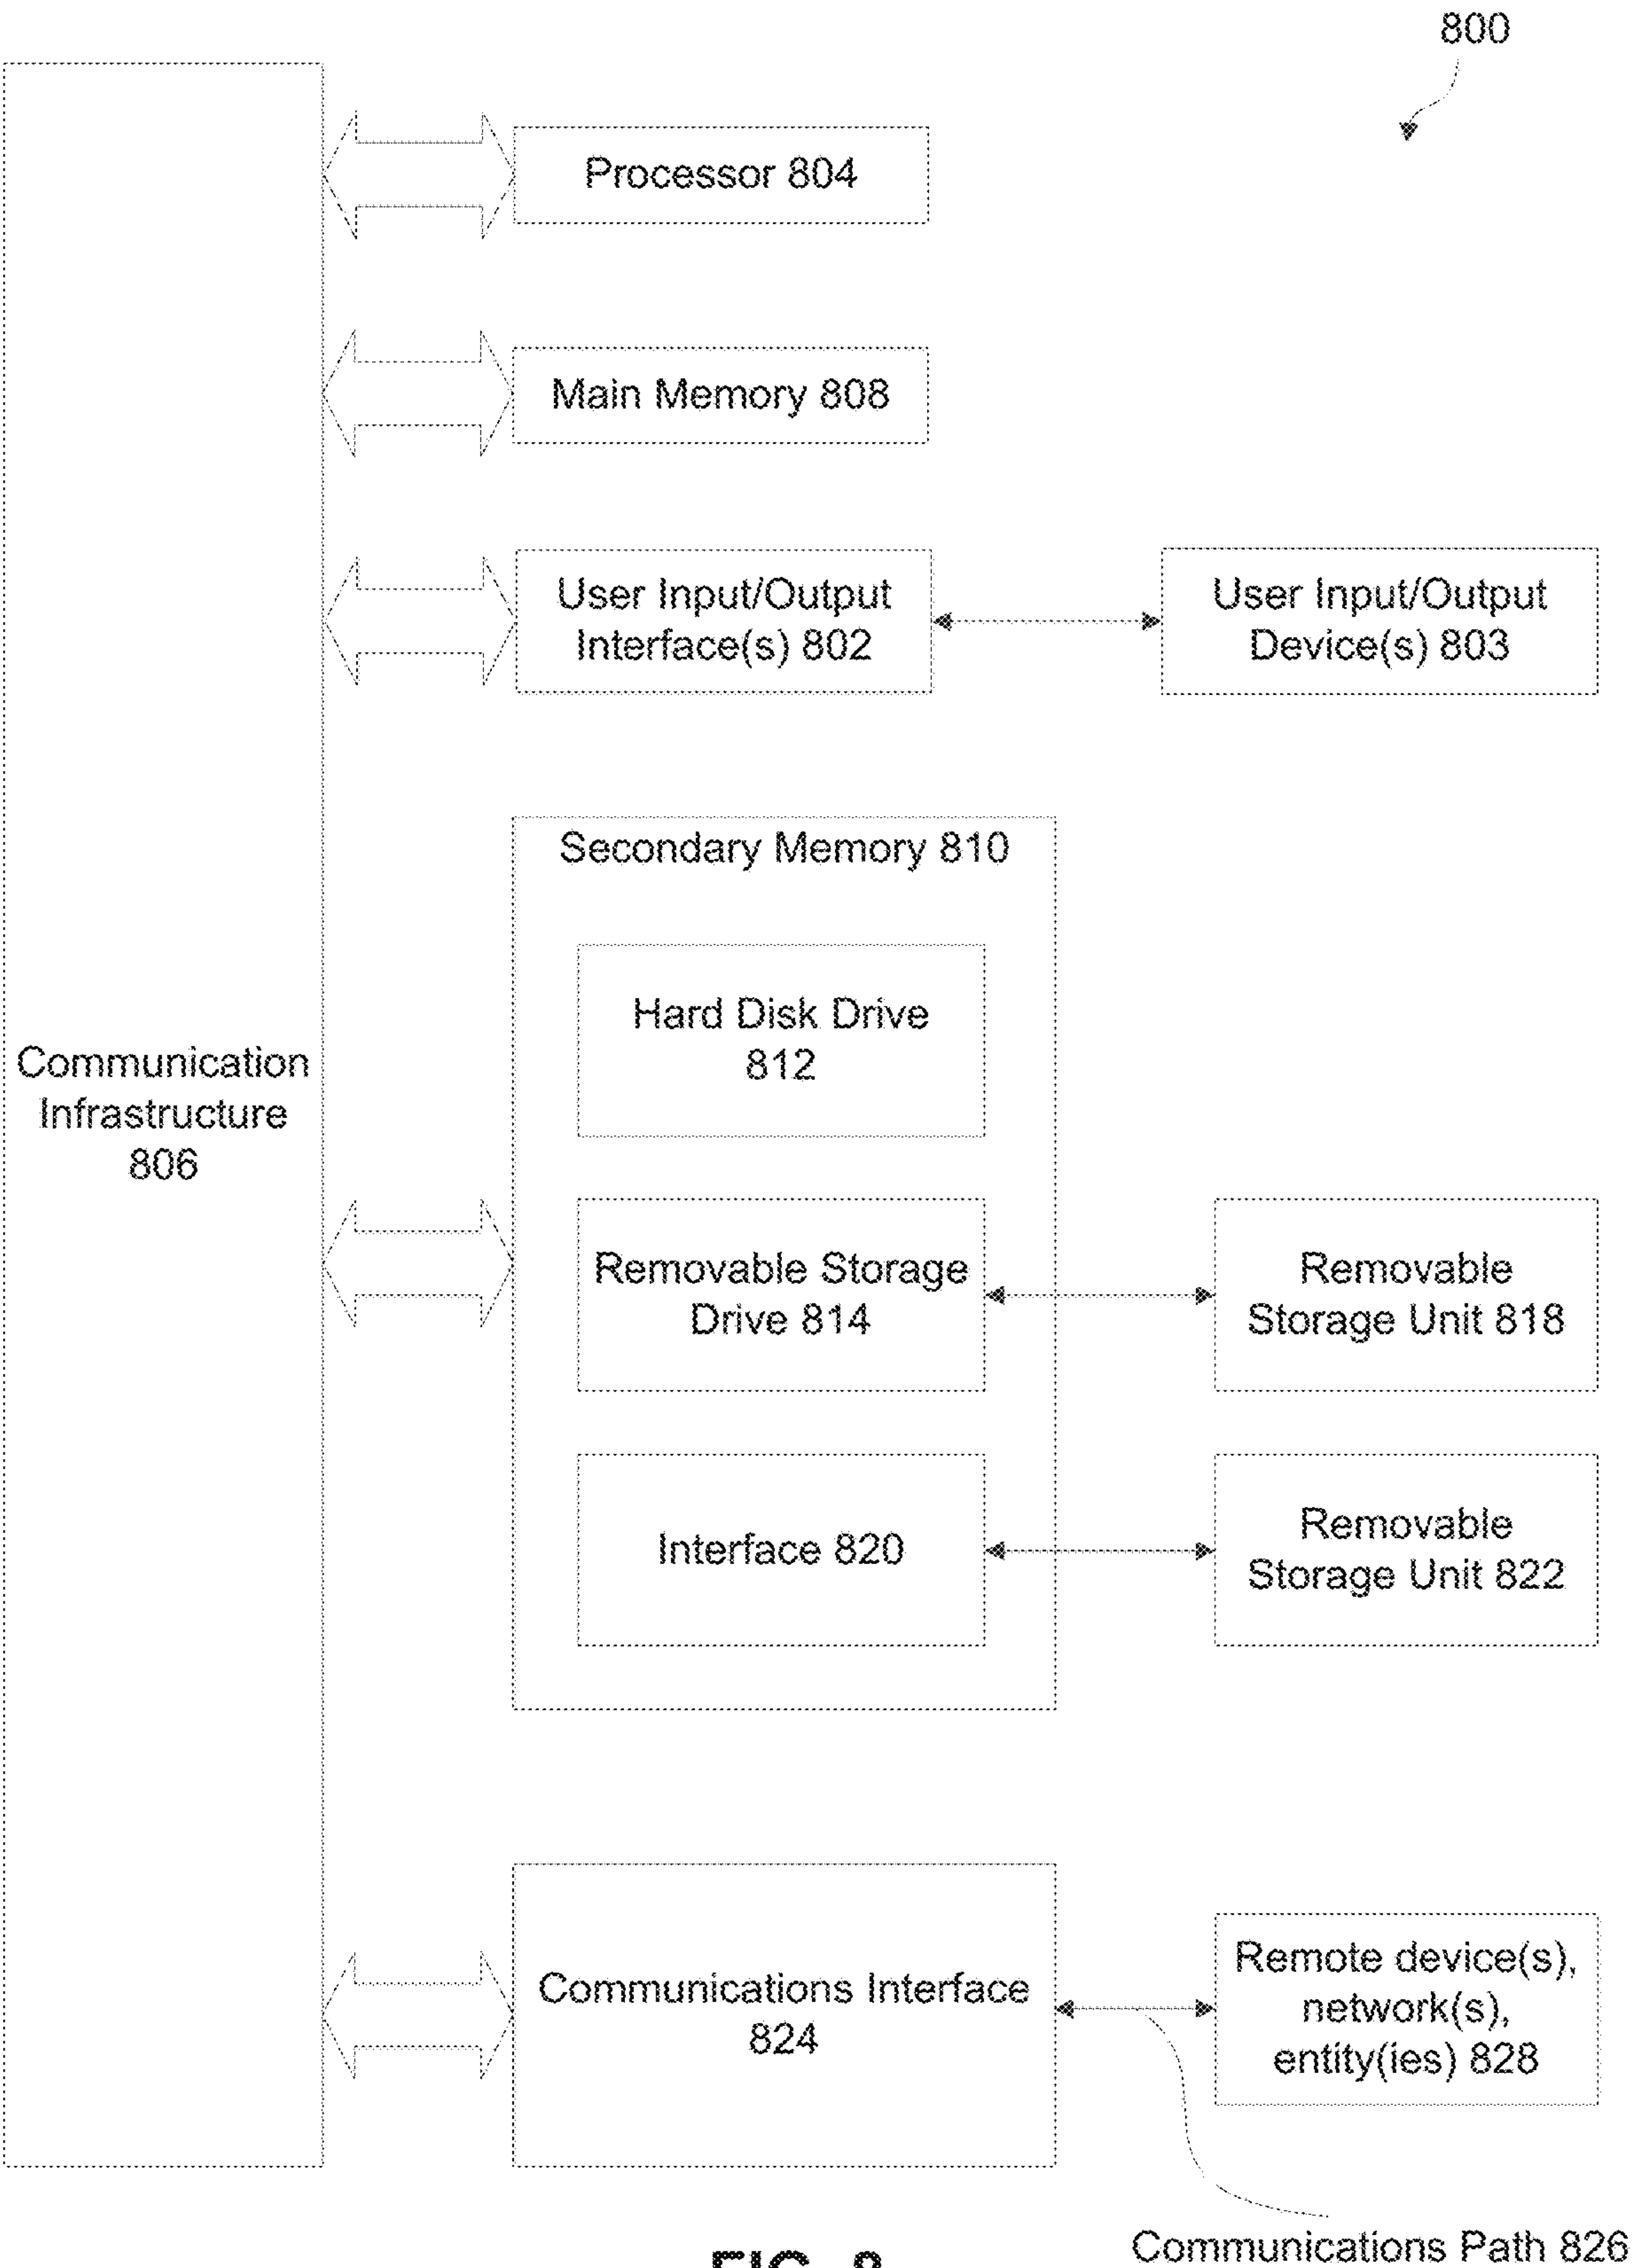 800
Processor 804
Main Memory 808
User Input/Output
Interface(s) 802
User Input/Output
Device(s) 803
Secondary Memory 810
Hard Disk Drive
812
Communication
Infrastructure
806
Removable Storage
Drive 814
Removable
Storage Unit 818
Interface 820
Removable
Storage Unit 822
Communications Interface
824
Remote device(s),
network(s),
entity(ies) 828
Communications Path 826
FIG. 8